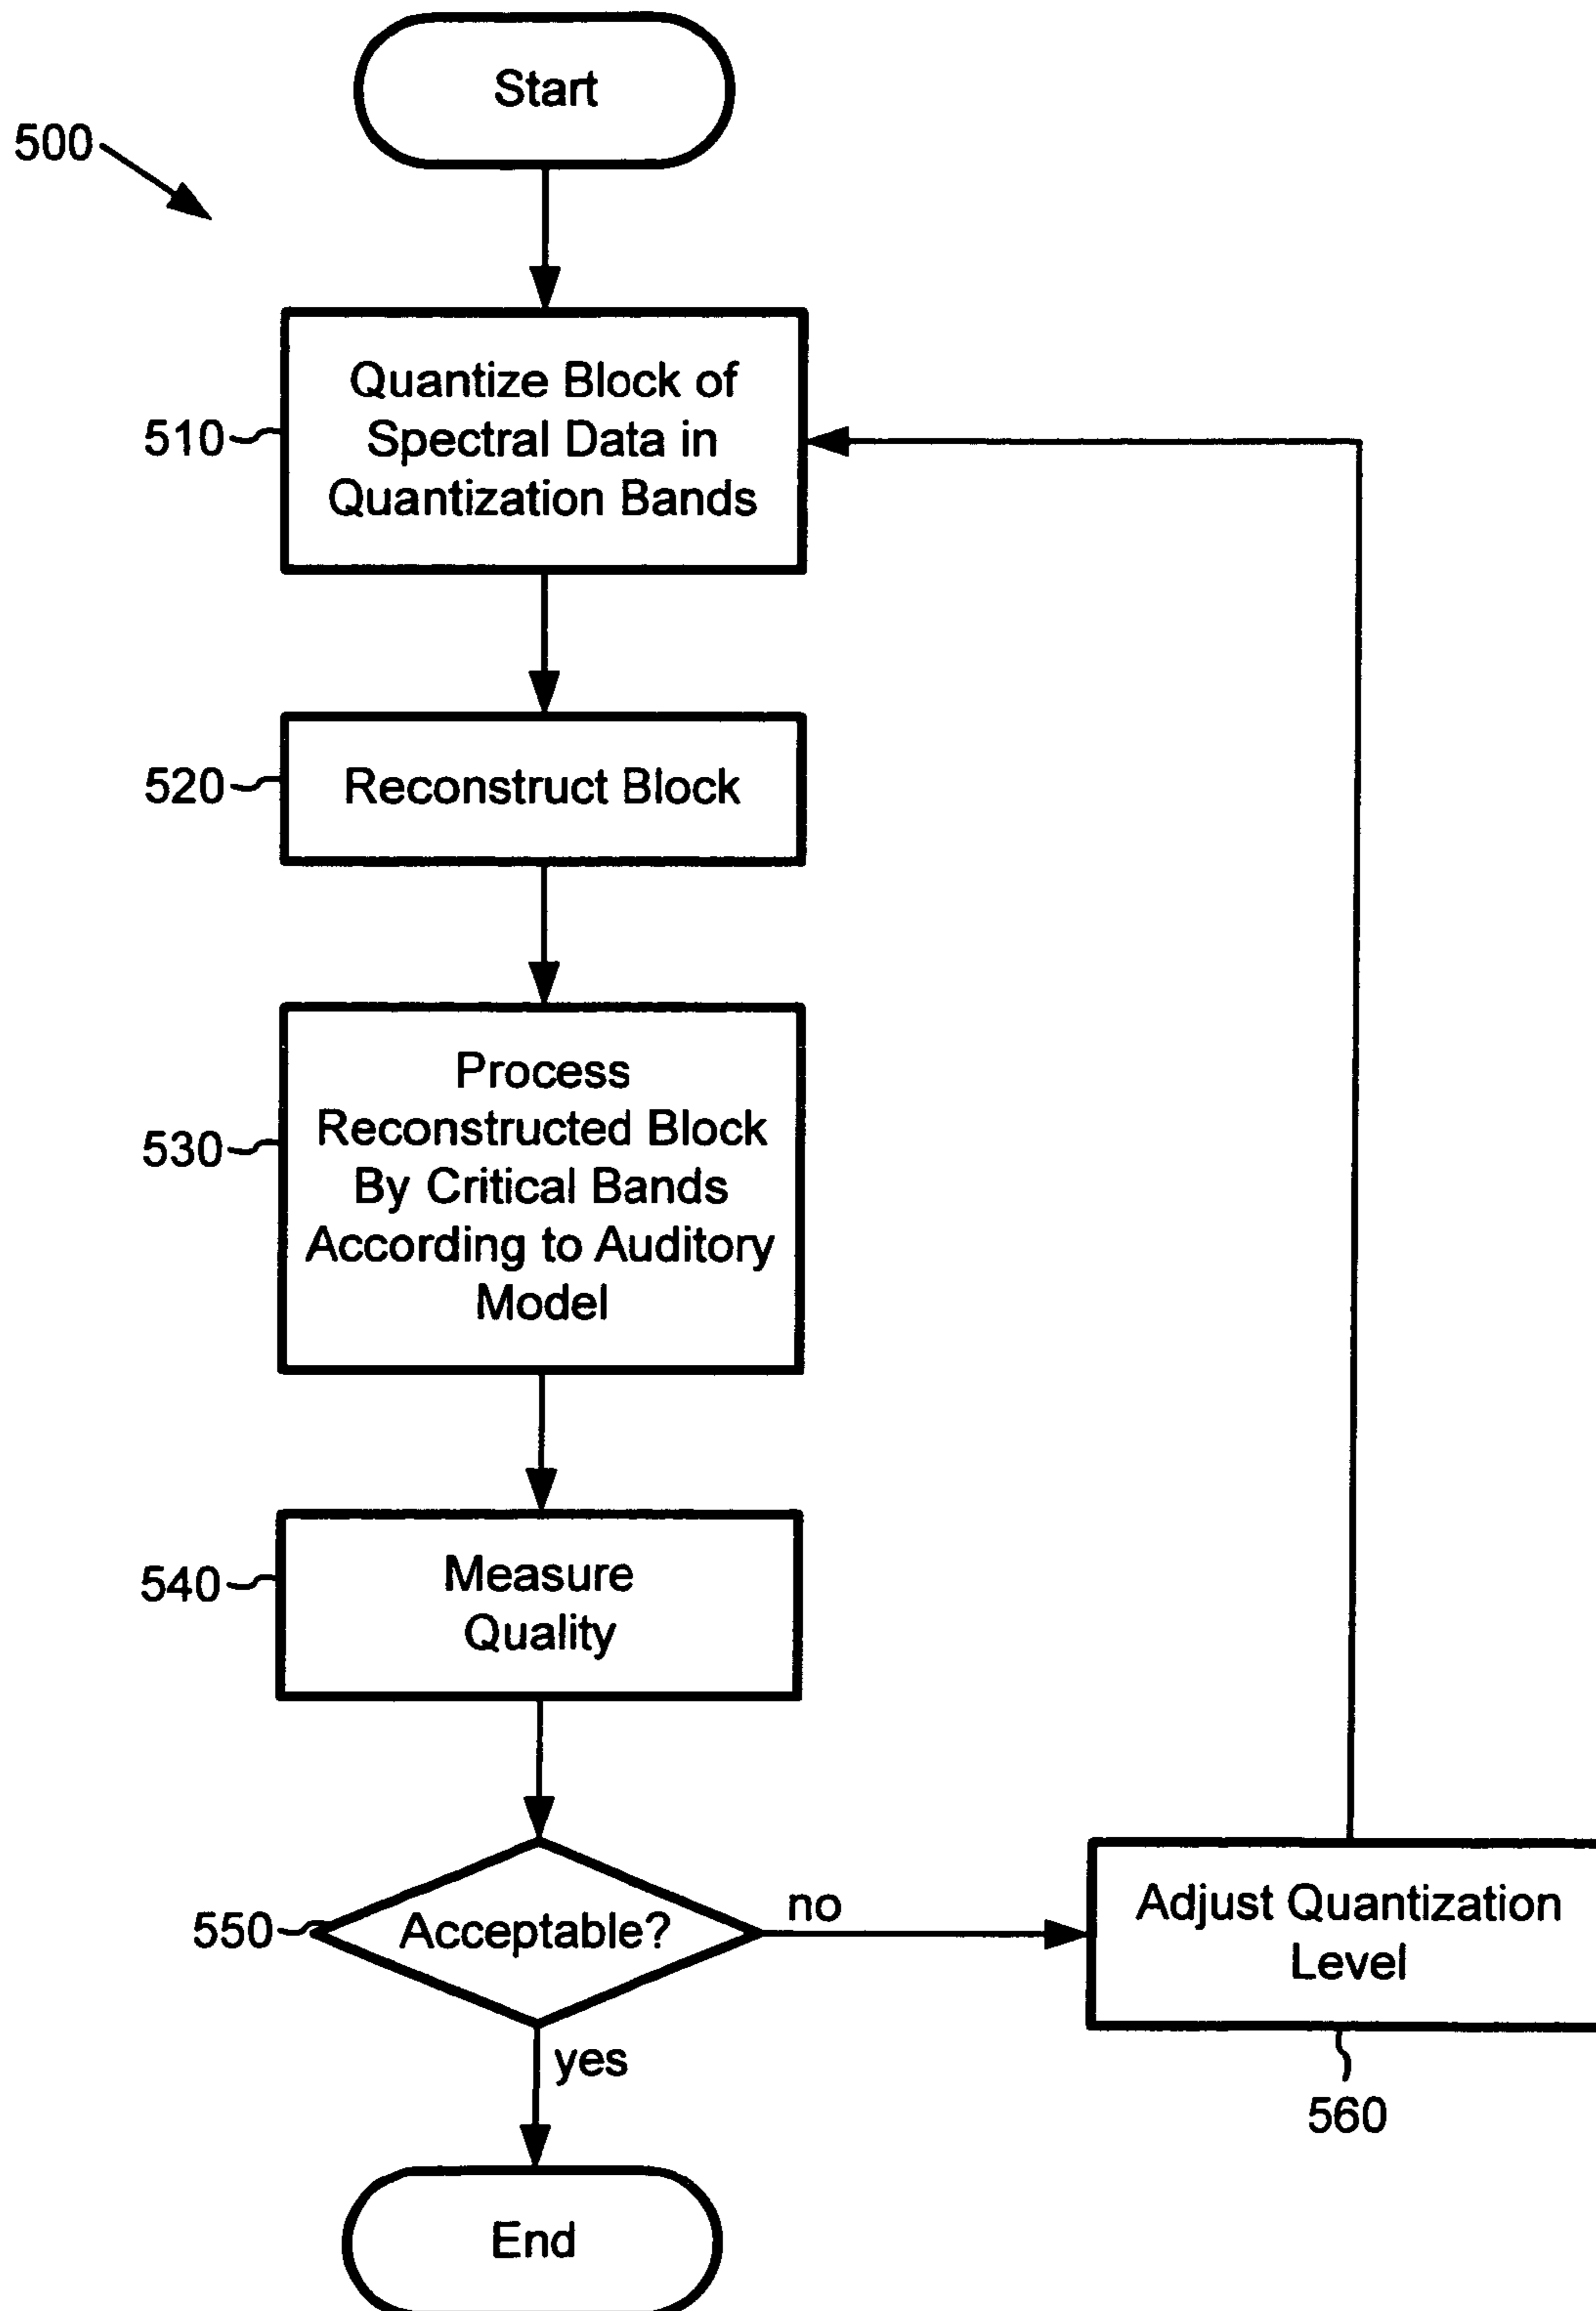 Start
500
Quantize Block of
Spectral Data in
Quantization Bands
510
Reconstruct Block
520
Process
Reconstructed Block
By Critical Bands
According to Auditory
Model
530
Measure
Quality
540
Acceptable?
550
no
Adjust Quantization
Level
560
yes
End